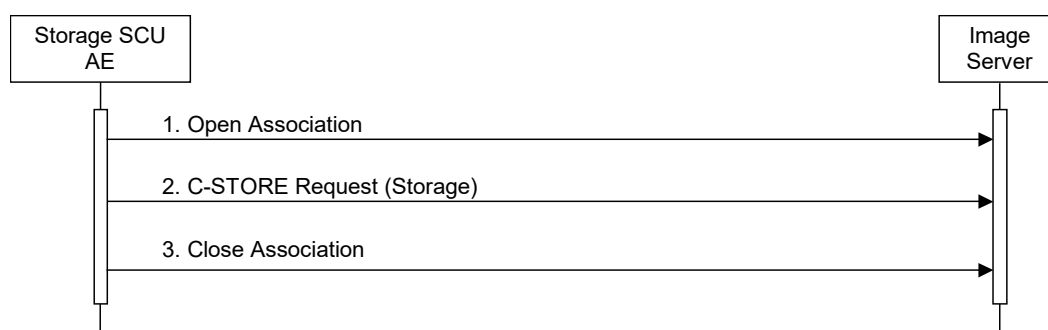 Storage SCU
AE
Image
Server
1. Open Association
2. C-STORE Request (Storage)
3. Close Association